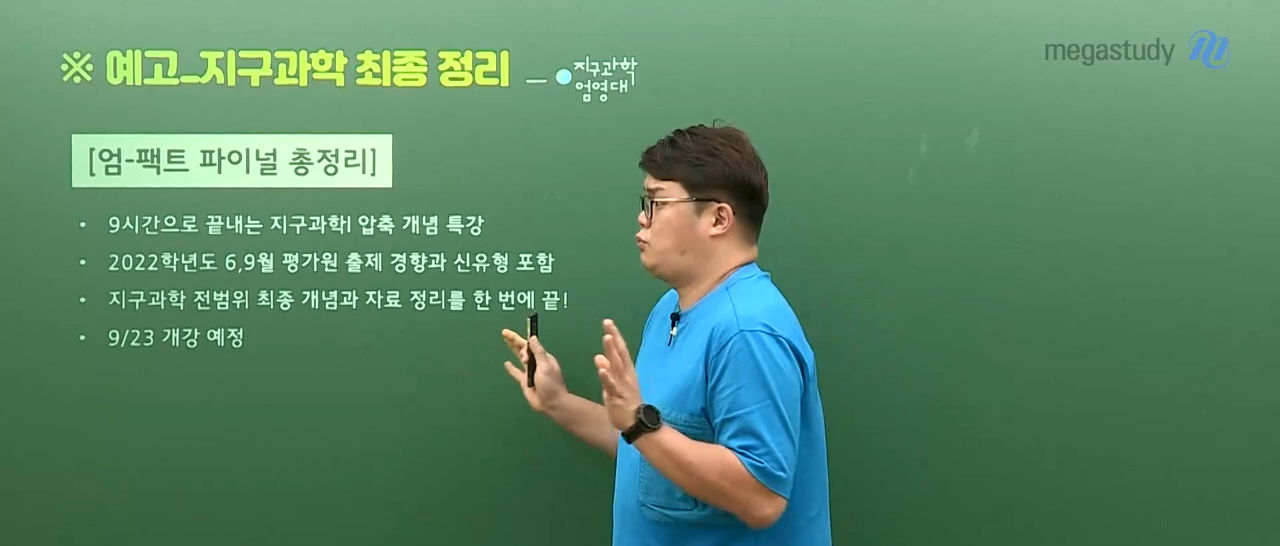 ※ 예고_지구과학 최종 정리
지구과학
엄영대
megastudy
[엄-팩트 파이널 총정리]
• 9시간으로 끝내는 지구과학I 압축 개념 특강
• 2022학년도 6,9월 평가원 출제 경향과 신유형 포함
• 지구과학 전범위 최종 개념과 자료 정리를 한 번에 끝!
• 9/23 개강 예정